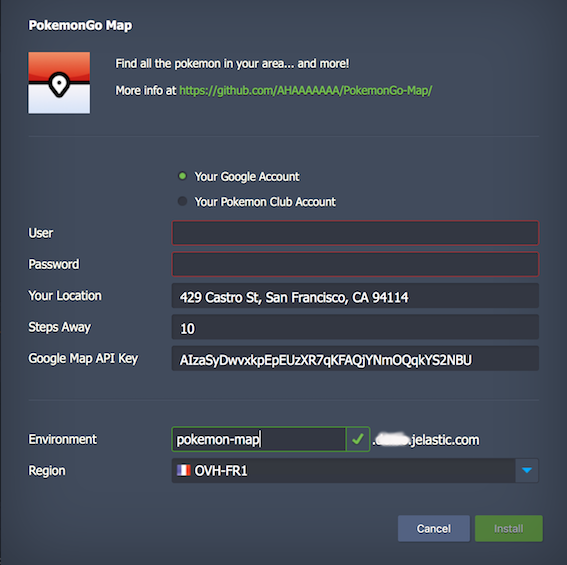 PokemonGo Map
Find all the pokemon in your area... and more!
More info at https://github.com/AHAAAAAAA/PokemonGo-Map/
Your Google Account
Your Pokemon Club Account
User
Password
Your Location 429 Castro St, San Francisco, CA 94114
Steps Away 10
Google Map API Key AIzaSyDwvxkpEpEUzXR7qKFAQjYNmOQqkYS2NBU
Environment pokemon-map .jelastic.com
Region OVH-FR1
Cancel Install